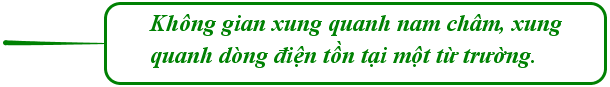 Không gian xung quanh nam châm, xung
quanh dòng điện tồn tại một từ trường.